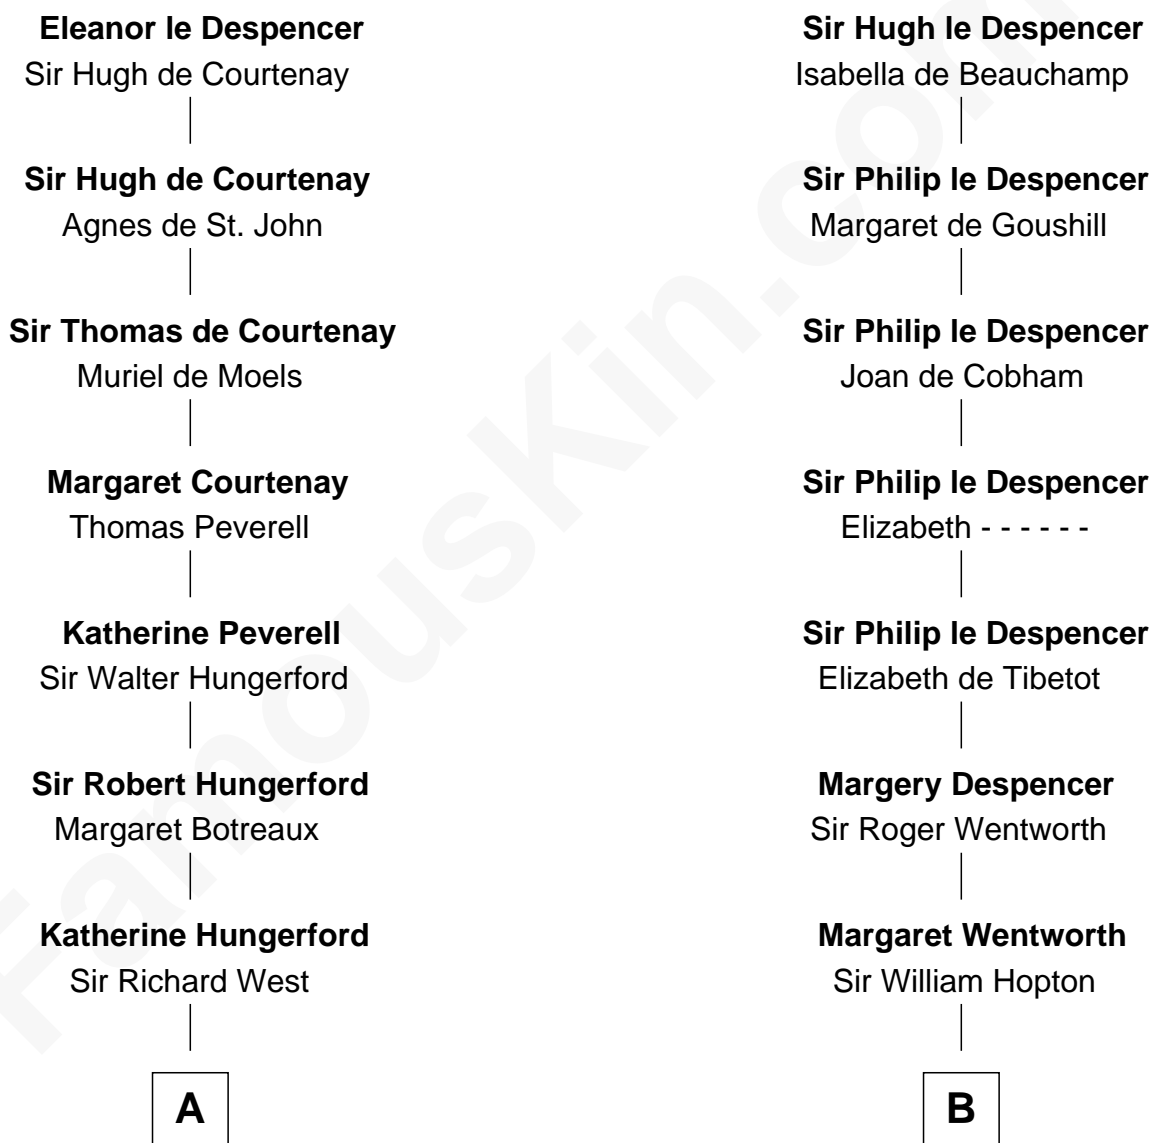 Eleanor le Despencer
Sir Hugh de Courtenay
Sir Hugh de Courtenay
Agnes de St. John
Sir Thomas de Courtenay
Muriel de Moels
Margaret Courtenay
Thomas Peverell
Katherine Peverell
Sir Walter Hungerford
Sir Robert Hungerford
Margaret Botreaux
Katherine Hungerford
Sir Richard West
A
Sir Hugh le Despencer
Isabella de Beauchamp
Sir Philip le Despencer
Margaret de Goushill
Sir Philip le Despencer
Joan de Cobham
Sir Philip le Despencer
Elizabeth - - - - - -
Sir Philip le Despencer
Elizabeth de Tibetot
Margery Despencer
Sir Roger Wentworth
Margaret Wentworth
Sir William Hopton
B
FamousKin.com